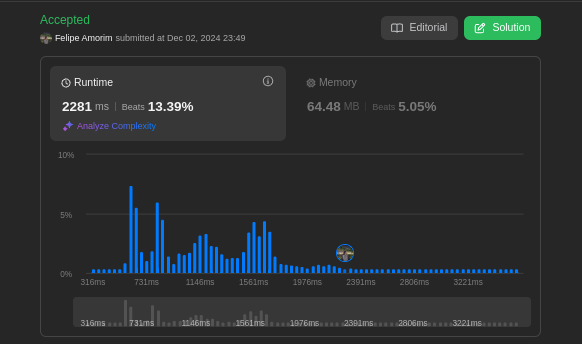 Accepted
Editorial
Solution
Felipe Amorim submitted at Dec 02, 2024 23:49
Runtime
Memory
2281 ms | Beats 13.39%
64.48 MB | Beats 5.05%
Analyze Complexity
10%
5%
0%
316ms 731ms 1146ms 1561ms 1976ms 2391ms 2806ms 3221ms
316ms 731ms 1146ms 1561ms 1976ms 2391ms 2806ms 3221ms